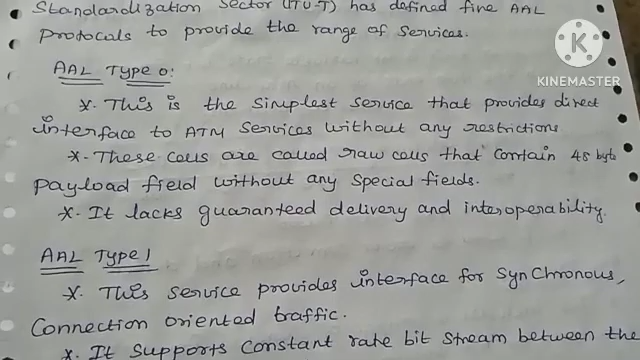 Standardization Sector (ITU-T) has defined five AAL
protocols to provide the range of services.
AAL Type 0:
*. This is the simplest service that provides direct
interface to ATM services without any restrictions
*. These cells are called raw cells that contain 48 byte
payload field without any special fields.
*. It lacks guaranteed delivery and interoperability.
AAL Type 1
*. This service provides interface for synchronous,
Connection oriented traffic.
*. It supports constant rate bit stream between the
KINEMASTER